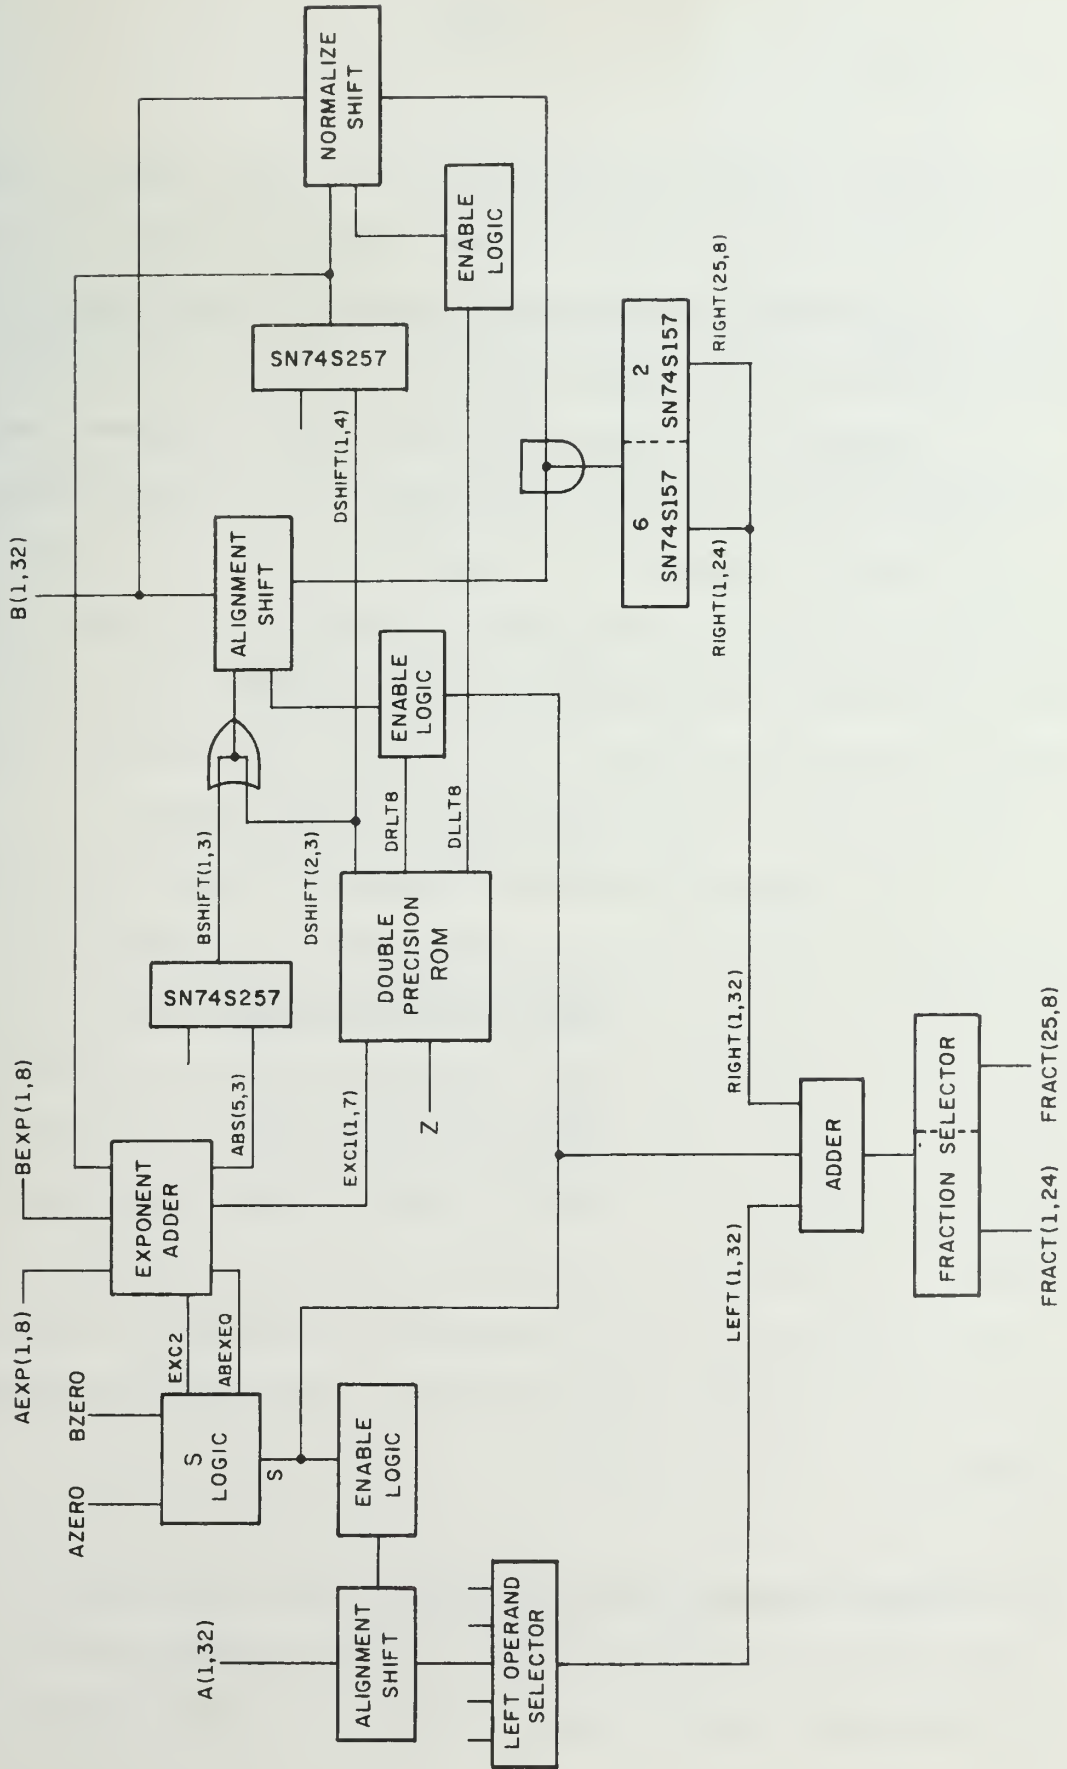 B(1,32)
NORMALIZE
SHIFT
ENABLE
LOGIC
SN74S257
ALIGNMENT
SHIFT
DSHIFT(1,4)
ENABLE
LOGIC
BSHIFT(1,3)
DSHIFT(2,3)
DRLT8
DLLT8
SN74S257
DOUBLE
PRECISION
ROM
6
SN74S157
2
SN74S157
RIGHT(1,24)
RIGHT(25,8)
AEXP(1,8)
BEXP(1,8)
EXPONENT
ADDER
ABS(5,3)
EXC1(1,7)
Z
AZERO
BZERO
EXC2
ABEXEQ
S
LOGIC
S
ENABLE
LOGIC
A(1,32)
ALIGNMENT
SHIFT
LEFT OPERAND
SELECTOR
LEFT(1,32)
RIGHT(1,32)
ADDER
FRACTION SELECTOR
FRACT(1,24)
FRACT(25,8)